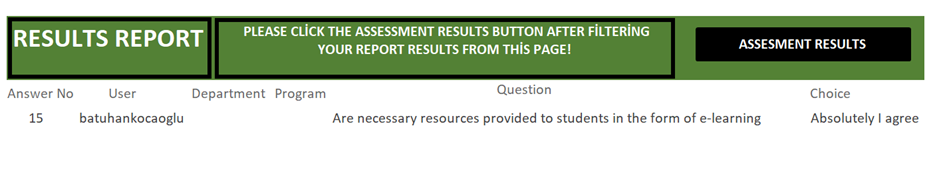 RESULTS REPORT
PLEASE CLİCK THE ASSESSMENT RESULTS BUTTON AFTER FİLTERİNG
YOUR REPORT RESULTS FROM THİS PAGE!
ASSESMENT RESULTS
Answer No User Department Program Question Choice
15 batuhankocaoglu Are necessary resources provided to students in the form of e-learning Absolutely I agree